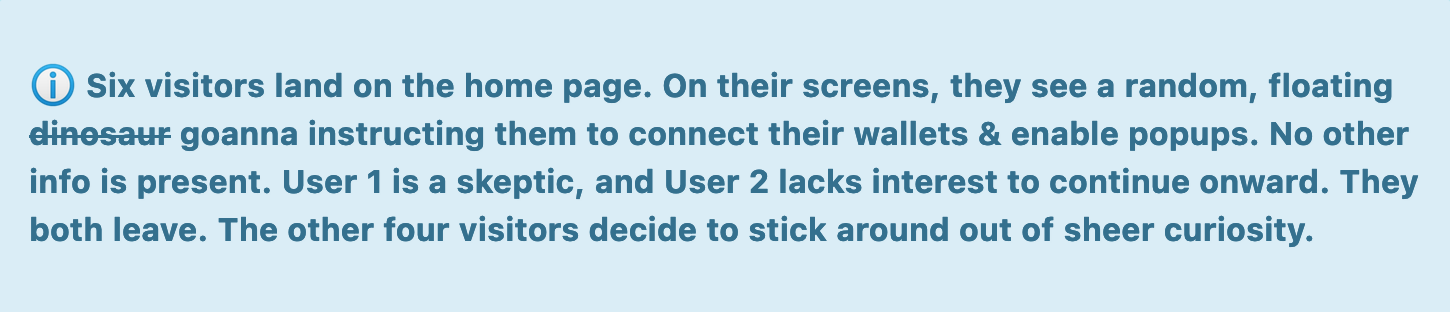 Six visitors land on the home page. On their screens, they see a random, floating
dinosaur goanna instructing them to connect their wallets & enable popups. No other
info is present. User 1 is a skeptic, and User 2 lacks interest to continue onward. They
both leave. The other four visitors decide to stick around out of sheer curiosity.